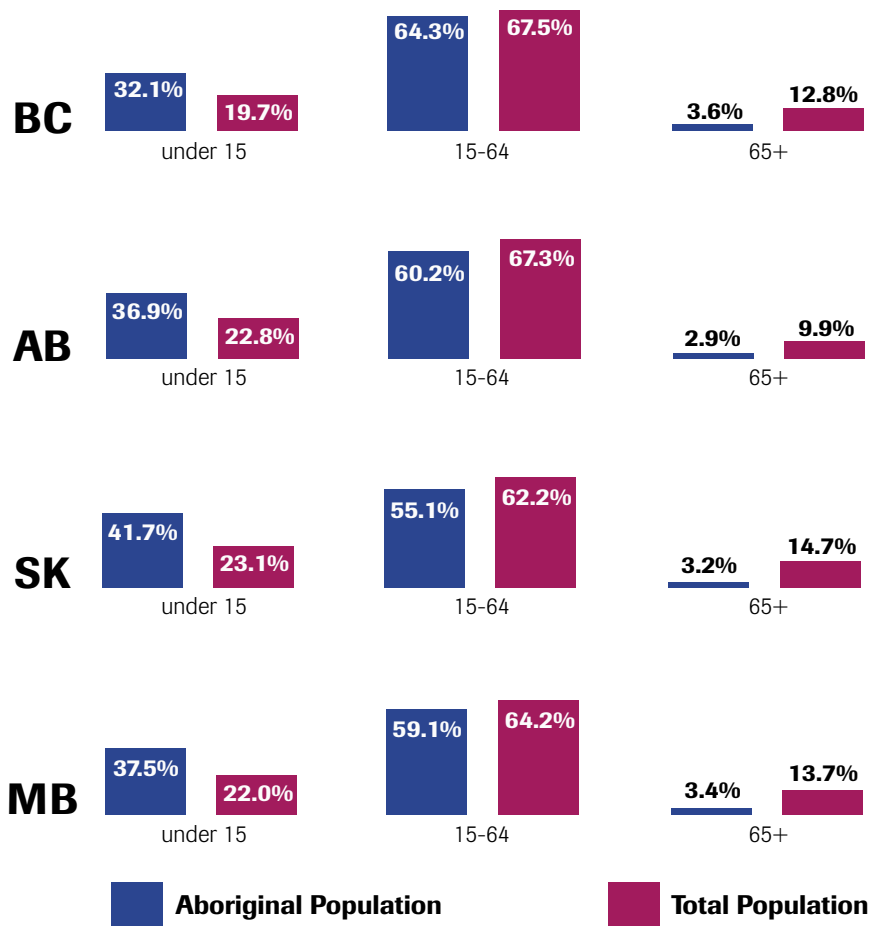 64.3% 67.5%
32.1% 19.7% 3.6% 12.8%
BC
under 15 15-64 65+
60.2% 67.3%
36.9% 22.8% 2.9% 9.9%
AB
under 15 15-64 65+
55.1% 62.2%
41.7% 23.1% 3.2% 14.7%
SK
under 15 15-64 65+
59.1% 64.2%
37.5% 22.0% 3.4% 13.7%
MB
under 15 15-64 65+
Aboriginal Population Total Population